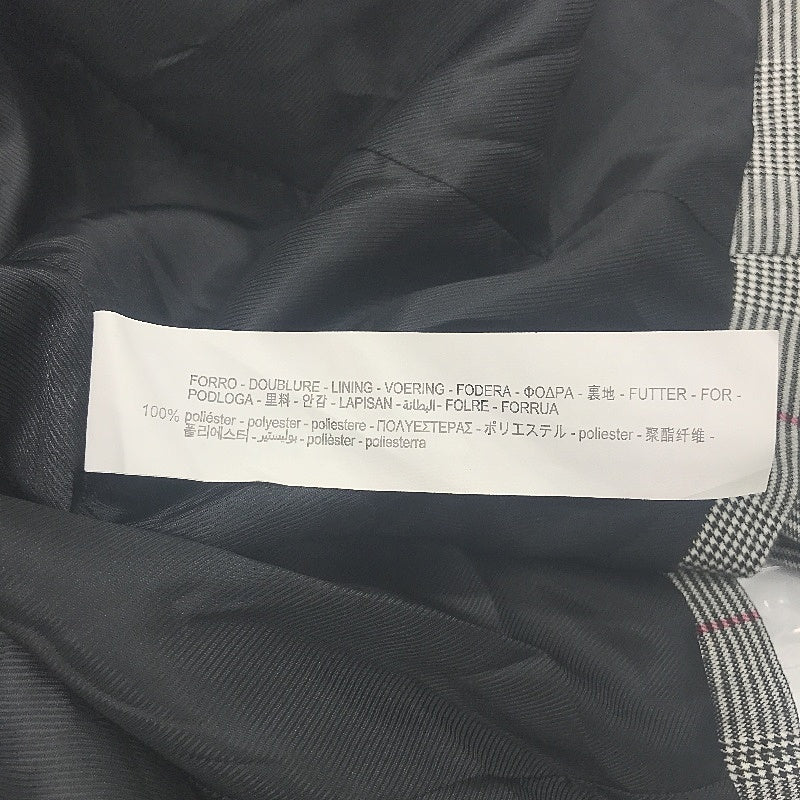 FORRO - DOUBLURE - LINING - VOERING - FODERA - ΦΟΔΡΑ - 裏地 - FUTTER - FOR -
PODLOGA - 里料 - 안감 - LAPISAN - البطانة - FOLRE - FORRUA
100% poliéster - polyester - poliestere - ΠΟΛΥΕΣΤΕΡΑΣ - ポリエステル - poliester - 聚酯纤维 -
폴리에스터 - بوليستير - polièster - poliesterra